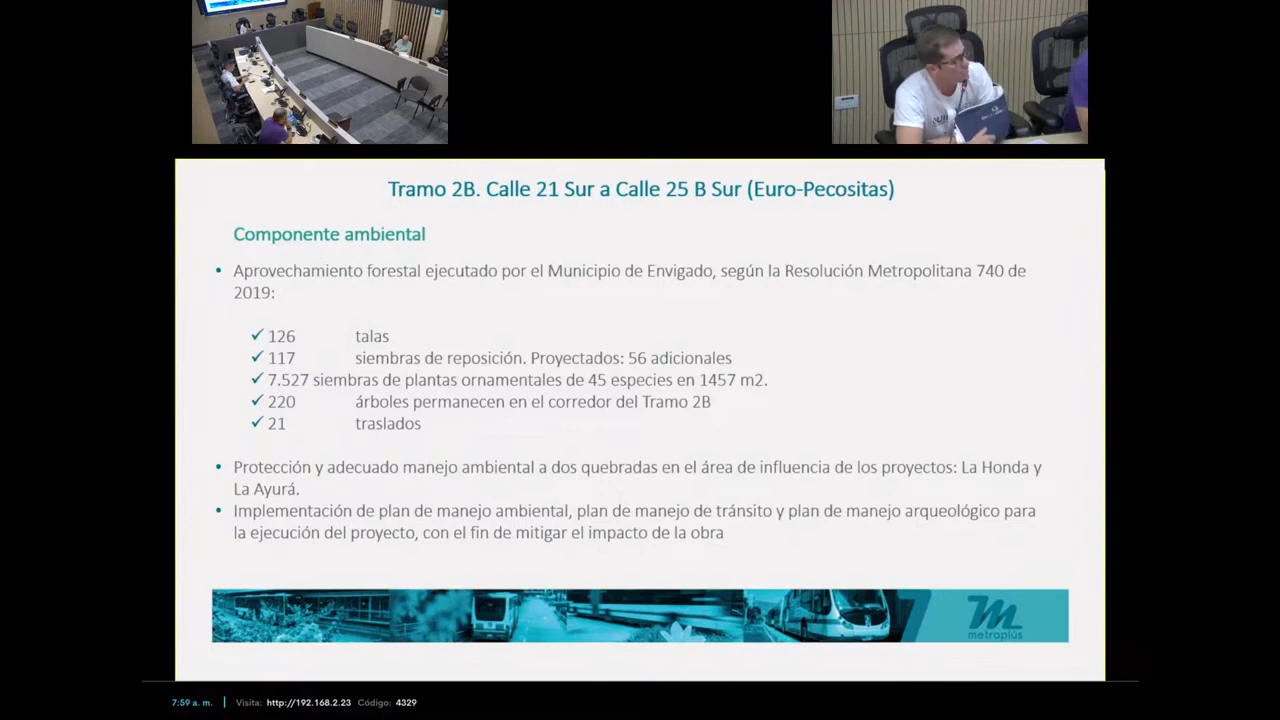 Tramo 2B. Calle 21 Sur a Calle 25 B Sur (Euro-Pecositas)
Componente ambiental
• Aprovechamiento forestal ejecutado por el Municipio de Envigado, según la Resolución Metropolitana 740 de
2019:
✓ 126 talas
✓ 117 siembras de reposición. Proyectados: 56 adicionales
✓ 7.527 siembras de plantas ornamentales de 45 especies en 1457 m2.
✓ 220 árboles permanecen en el corredor del Tramo 2B
✓ 21 traslados
• Protección y adecuado manejo ambiental a dos quebradas en el área de influencia de los proyectos: La Honda y
La Ayurá.
• Implementación de plan de manejo ambiental, plan de manejo de tránsito y plan de manejo arqueológico para
la ejecución del proyecto, con el fin de mitigar el impacto de la obra
m
metroplús
7:59 a. m. | Visita: http://192.168.2.23 Código: 4329